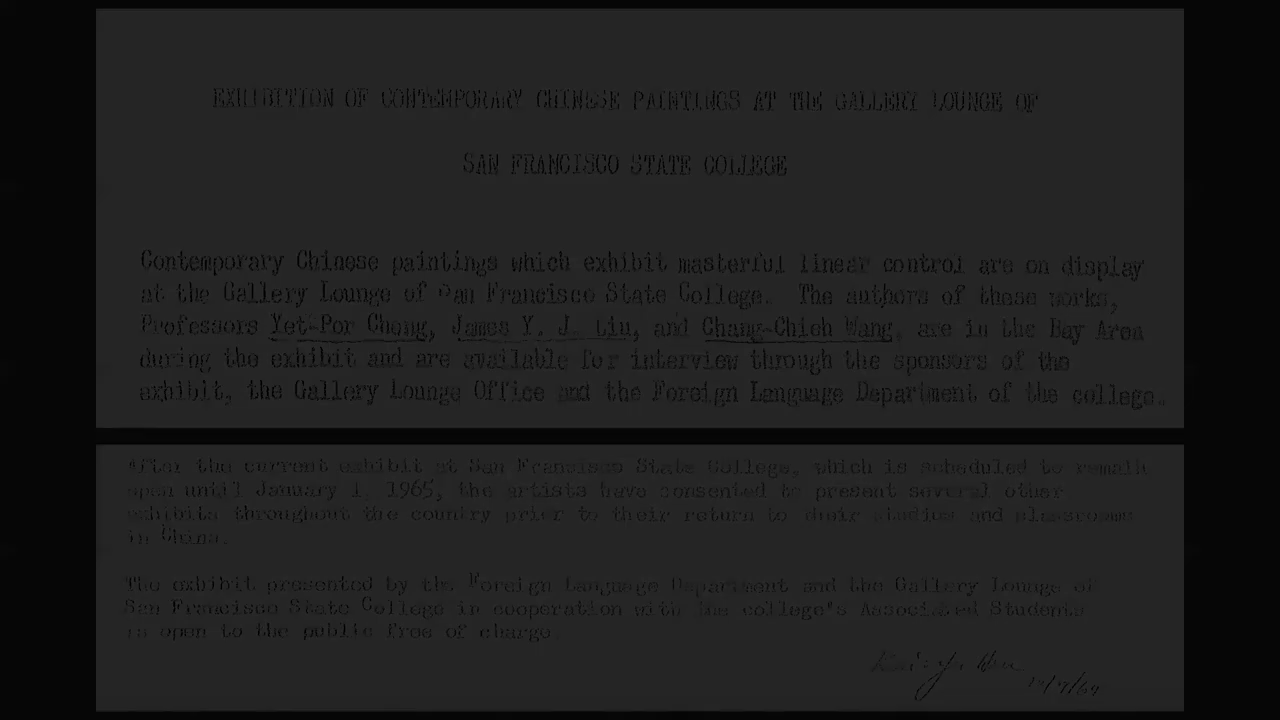 EXHIBITION OF CONTEMPORARY CHINESE PAINTINGS AT THE GALLERY LOUNGE OF
SAN FRANCISCO STATE COLLEGE
Contemporary Chinese paintings which exhibit masterful linear control are on display
at the Gallery Lounge of San Francisco State College. The authors of these works,
Professors Yet-Por Cheng, James Y. J. Liu, and Chang-Chieh Wang, are in the Bay Area
during the exhibit and are available for interview through the sponsors of the
exhibit, the Gallery Lounge Office and the Foreign Language Department of the college.
After the current exhibit at San Francisco State College, which is scheduled to remain
open until January 1, 1965, the artists have consented to present several other
exhibits throughout the country prior to their return to their studios and classrooms
in China.
The exhibit presented by the Foreign Language Department and the Gallery Lounge of
San Francisco State College in cooperation with the college's Associated Students
is open to the public free of charge.